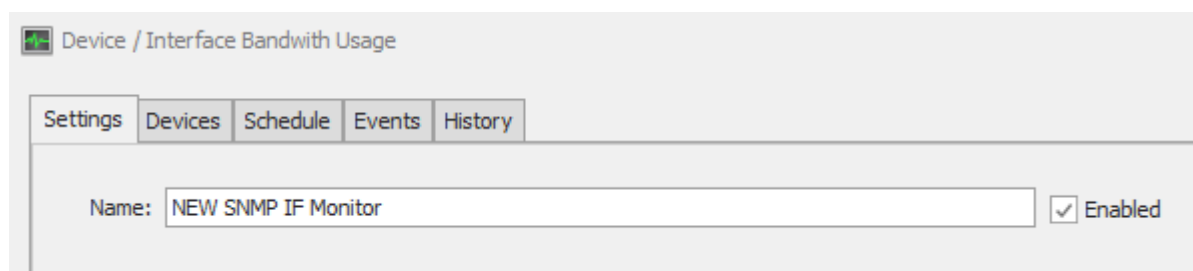 Device / Interface Bandwith Usage
Settings Devices Schedule Events History
Name: NEW SNMP IF Monitor Enabled